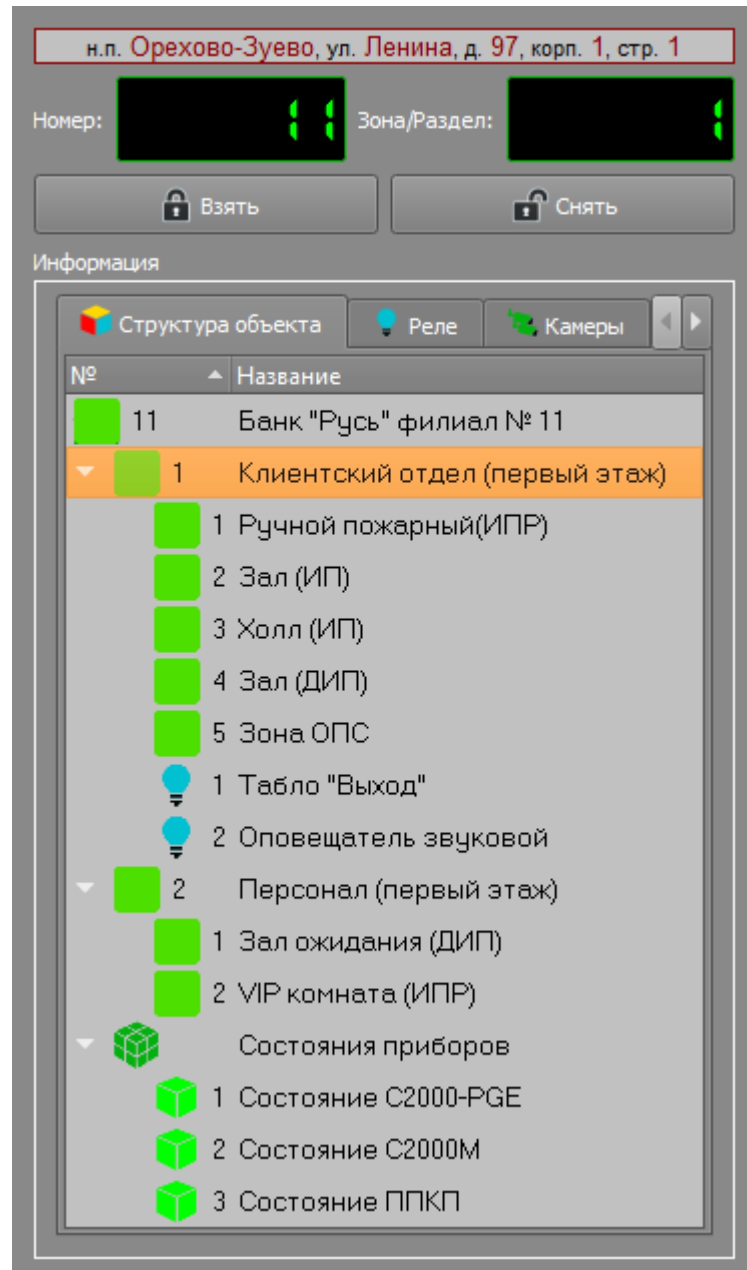 н.п. Орехово-Зуево, ул. Ленина, д. 97, корп. 1, стр. 1
Номер: 11 Зона/Раздел: 1
Взять Снять
Информация
Структура объекта Реле Камеры
№ Название
11 Банк "Русь" филиал № 11
1 Клиентский отдел (первый этаж)
1 Ручной пожарный(ИПР)
2 Зал (ИП)
3 Холл (ИП)
4 Зал (ДИП)
5 Зона ОПС
1 Табло "Выход"
2 Оповещатель звуковой
2 Персонал (первый этаж)
1 Зал ожидания (ДИП)
2 VIP комната (ИПР)
Состояния приборов
1 Состояние С2000-PGE
2 Состояние С2000М
3 Состояние ППКП